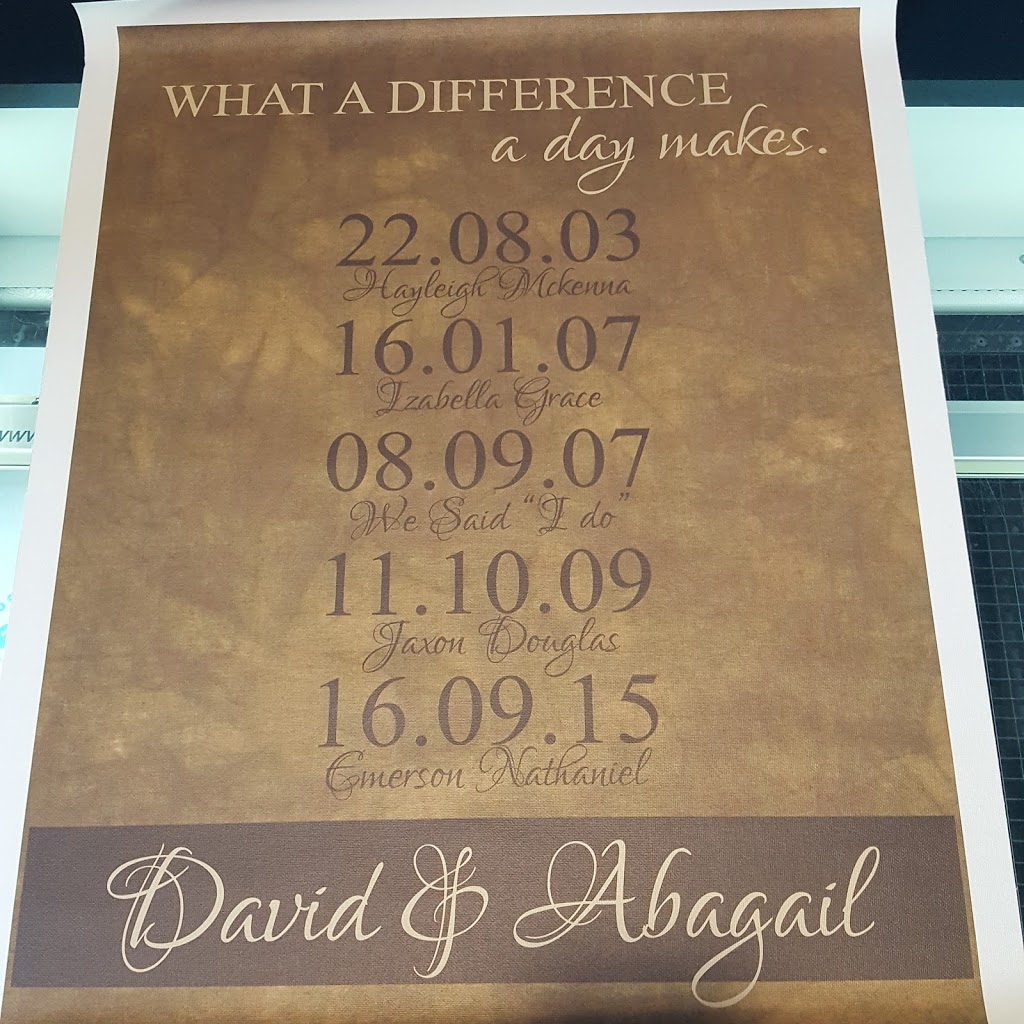 WHAT A DIFFERENCE
a day makes.
22.08.03
Hayleigh Mckenna
16.01.07
Izabella Grace
08.09.07
We Said "I do"
11.10.09
Jaxon Douglas
16.09.15
Emerson Nathaniel
David & Abagail
www